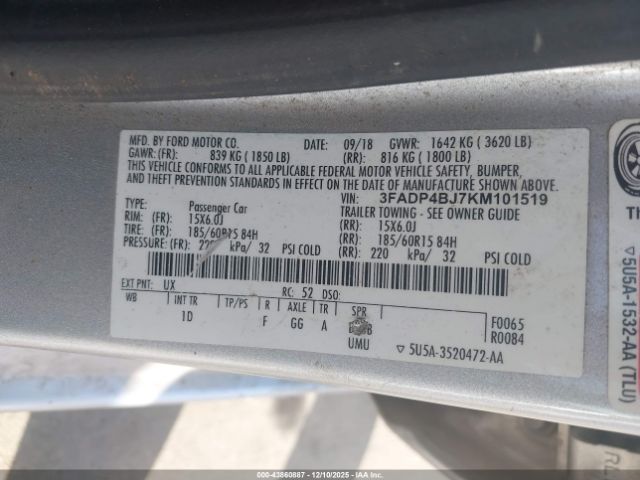 MFD. BY FORD MOTOR CO. DATE: 09/18 GVWR: 1642 KG ( 3620 LB)
GAWR: (FR): 839 KG ( 1850 LB) (RR): 816 KG ( 1800 LB)
THIS VEHICLE CONFORMS TO ALL APPLICABLE FEDERAL MOTOR VEHICLE SAFETY, BUMPER,
AND THEFT PREVENTION STANDARDS IN EFFECT ON THE DATE OF MANUFACTURE SHOWN ABOVE.
VIN: 3FADP4BJ7KM101519
TYPE: Passenger Car TRAILER TOWING - SEE OWNER GUIDE
RIM: (FR) 15X6.0J (RR): 15X6.0J
TIRE: (FR): 185/60R15 84H (RR): 185/60R15 84H
PRESSURE: (FR) 220 kPa/ 32 PSI COLD (RR): 220 kPa/ 32 PSI COLD
EXT PNT: UX RC: 52 DSO:
WB INT TR TP/PS R AXLE TR SPR
1D F GG A
UMU
F0065
R0084
5U5A-3520472-AA
5U5A-1532-AA (TLU)
000-43860887 - 12/10/2025 - IAAI.COM